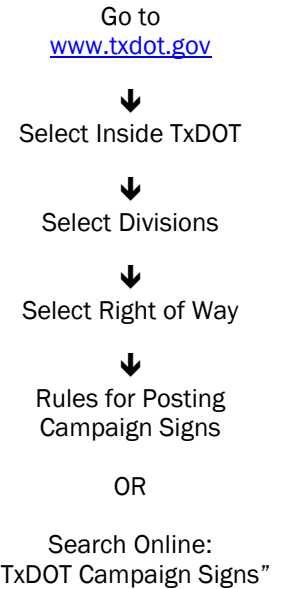 Go to
www.txdot.gov
🡻
Select Inside TxDOT
🡻
Select Divisions
🡻
Select Right of Way
🡻
Rules for Posting
Campaign Signs
OR
Search Online:
TxDOT Campaign Signs”